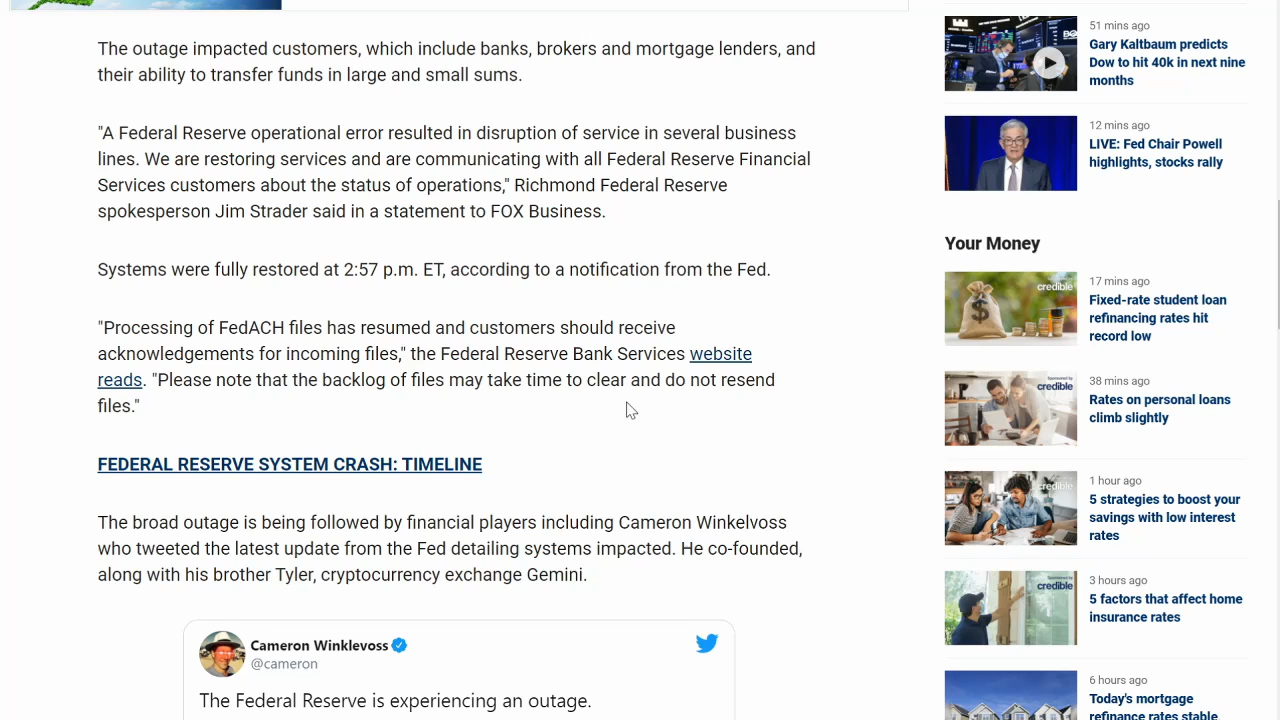 The outage impacted customers, which include banks, brokers and mortgage lenders, and
their ability to transfer funds in large and small sums.
"A Federal Reserve operational error resulted in disruption of service in several business
lines. We are restoring services and are communicating with all Federal Reserve Financial
Services customers about the status of operations," Richmond Federal Reserve
spokesperson Jim Strader said in a statement to FOX Business.
Systems were fully restored at 2:57 p.m. ET, according to a notification from the Fed.
"Processing of FedACH files has resumed and customers should receive
acknowledgements for incoming files," the Federal Reserve Bank Services website
reads. "Please note that the backlog of files may take time to clear and do not resend
files."
FEDERAL RESERVE SYSTEM CRASH: TIMELINE
The broad outage is being followed by financial players including Cameron Winkelvoss
who tweeted the latest update from the Fed detailing systems impacted. He co-founded,
along with his brother Tyler, cryptocurrency exchange Gemini.
Cameron Winklevoss
@cameron
The Federal Reserve is experiencing an outage.
51 mins ago
Gary Kaltbaum predicts
Dow to hit 40k in next nine
months
12 mins ago
LIVE: Fed Chair Powell
highlights, stocks rally
Your Money
credible
17 mins ago
Fixed-rate student loan
refinancing rates hit
record low
Sponsored by
credible
38 mins ago
Rates on personal loans
climb slightly
credible
1 hour ago
5 strategies to boost your
savings with low interest
rates
Sponsored by
credible
3 hours ago
5 factors that affect home
insurance rates
6 hours ago
Today's mortgage
refinance rates stable